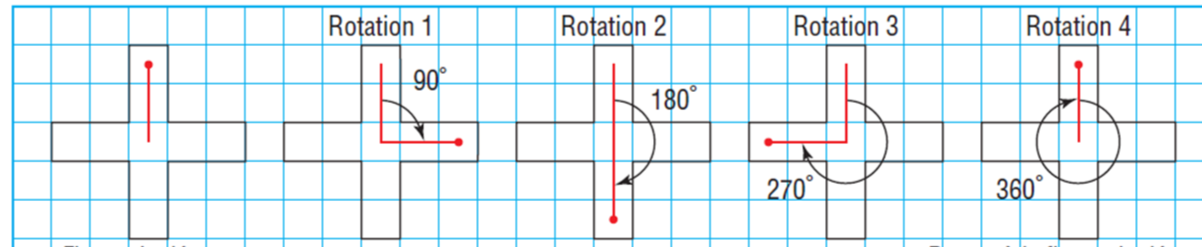 Rotation 1
Rotation 2
Rotation 3
Rotation 4
90°
180°
270°
360°